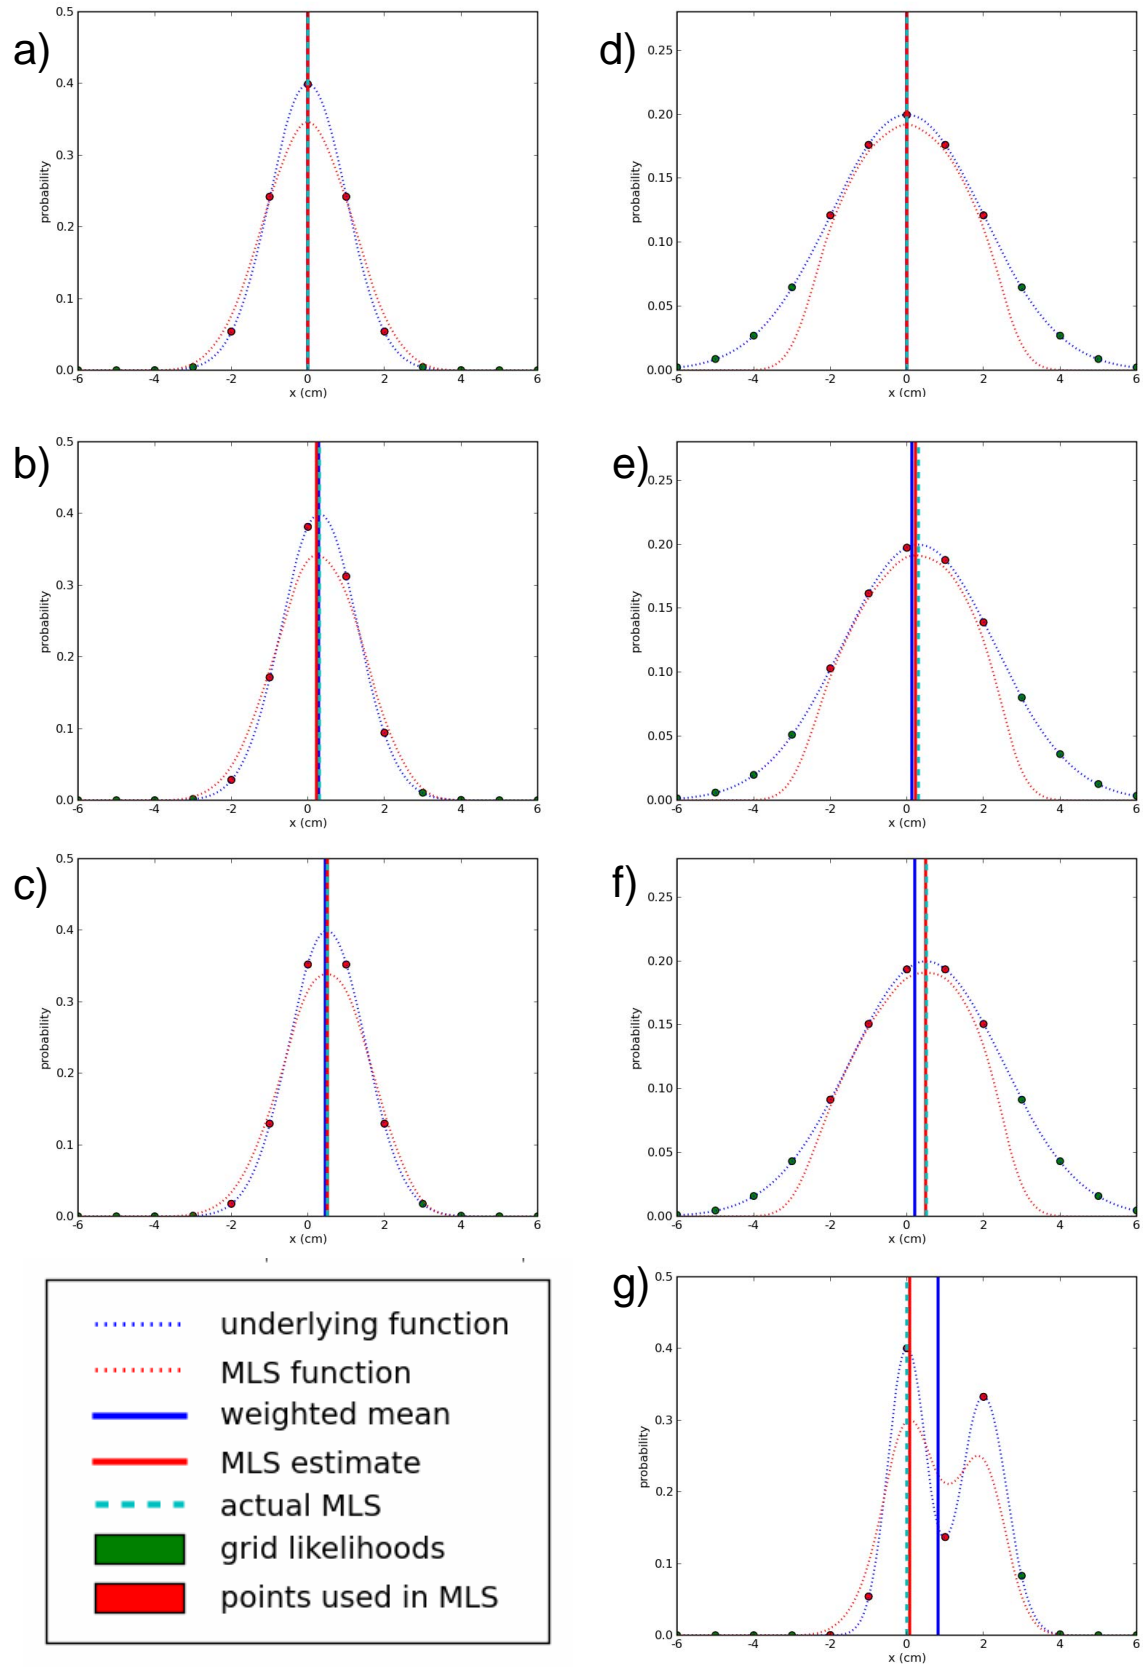 a)
0.5
0.4
0.3
0.2
0.1
0.0
probability
-6 -4 -2 0 2 4 6
x (cm)
d)
0.25
0.20
0.15
0.10
0.05
0.00
probability
-6 -4 -2 0 2 4 6
x (cm)
b)
0.5
0.4
0.3
0.2
0.1
0.0
probability
-6 -4 -2 0 2 4 6
x (cm)
e)
0.25
0.20
0.15
0.10
0.05
0.00
probability
-6 -4 -2 0 2 4 6
x (cm)
c)
0.5
0.4
0.3
0.2
0.1
0.0
probability
-6 -4 -2 0 2 4 6
x (cm)
f)
0.25
0.20
0.15
0.10
0.05
0.00
probability
-6 -4 -2 0 2 4 6
x (cm)
underlying function
MLS function
weighted mean
MLS estimate
actual MLS
grid likelihoods
points used in MLS
g)
0.5
0.4
0.3
0.2
0.1
0.0
probability
-6 -4 -2 0 2 4 6
x (cm)